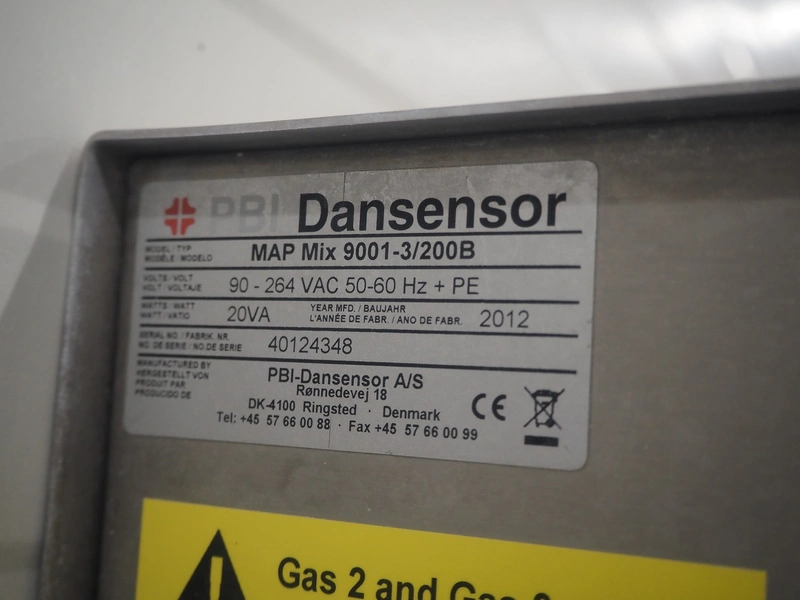 PBI Dansensor
MODEL / TYP
MODÈLE / MODELO
MAP Mix 9001-3/200B
VOLTS / VOLT
VOLT / VOLTAJE
90 - 264 VAC 50-60 Hz + PE
WATTS / WATT
WATT / VATIO
20VA
YEAR MFD. / BAUJAHR
L'ANNÉE DE FABR. / ANO DE FABR.
2012
SERIAL NO. / FABRIK. NR.
NO. DE SERIE / NO. DE SERIE
40124348
MANUFACTURED BY
HERGESTELLT VON
PRODUIT PAR
PRODUCIDO DE
PBI-Dansensor A/S
Rønnedevej 18
DK-4100 Ringsted · Denmark
Tel: +45 57 66 00 88 · Fax +45 57 66 00 99
CE
Gas 2 and Gas